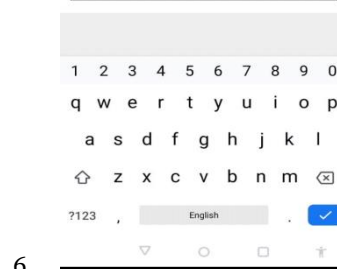 1 2 3 4 5 6 7 8 9 0
q w e r t y u i o p
a s d f g h j k l
z x c v b n m
?123 , English .
6